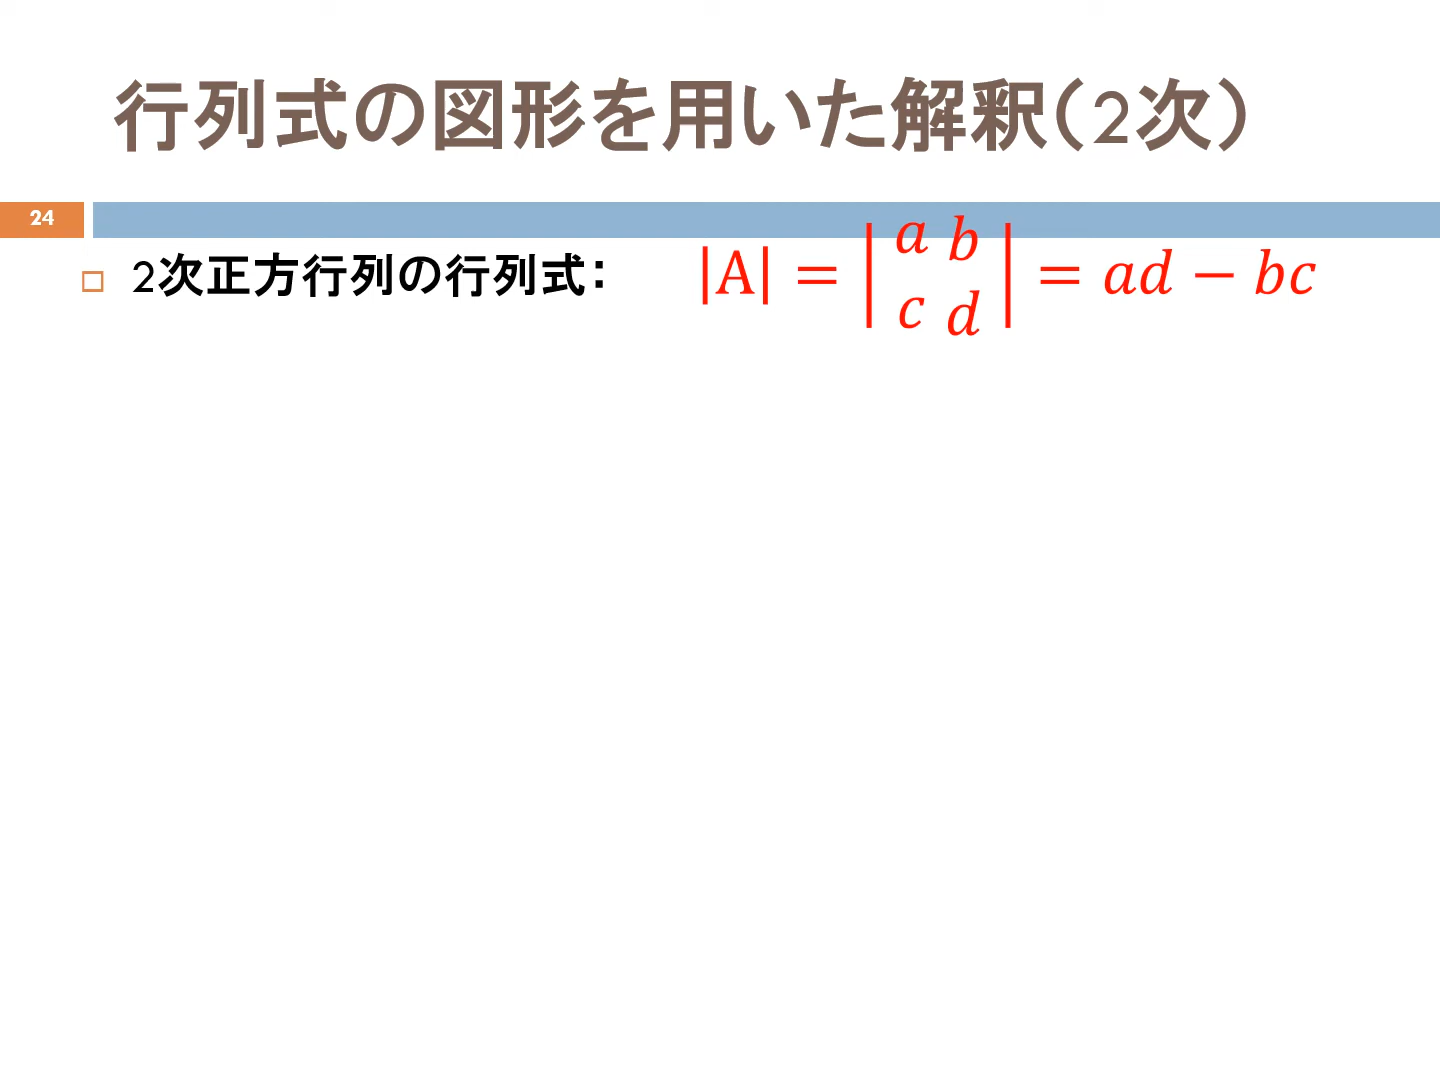 行列式の図形を用いた解釈（2次）
24
2次正方行列の行列式： |A| = | a b c d | = ad − bc